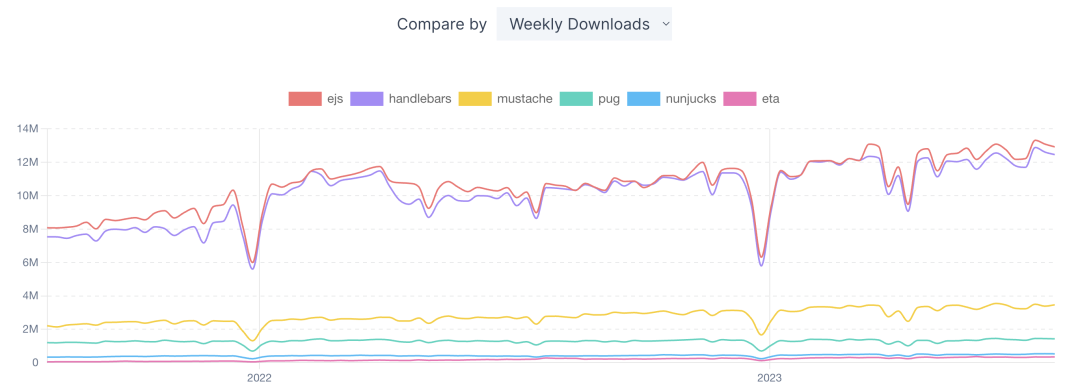 Compare by Weekly Downloads
ejs handlebars mustache pug nunjucks eta
14M
12M
10M
8M
6M
4M
2M
0
2022 2023